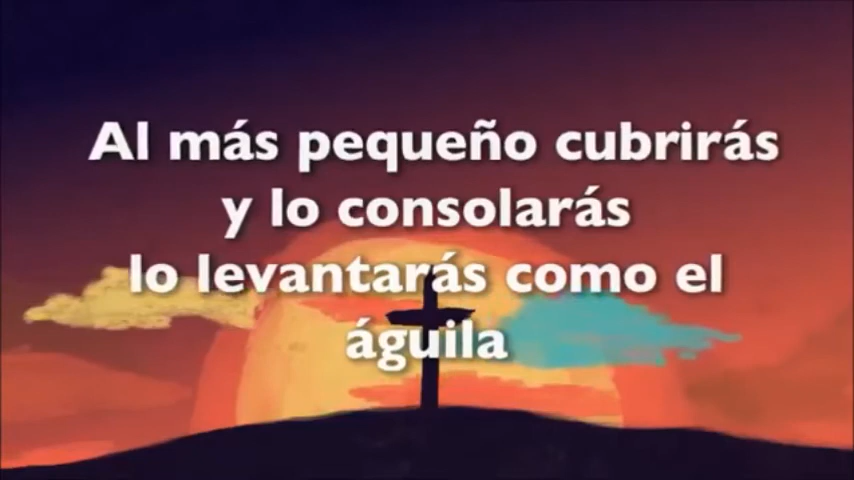 Al más pequeño cubrirás
y lo consolarás
lo levantarás como el
águila